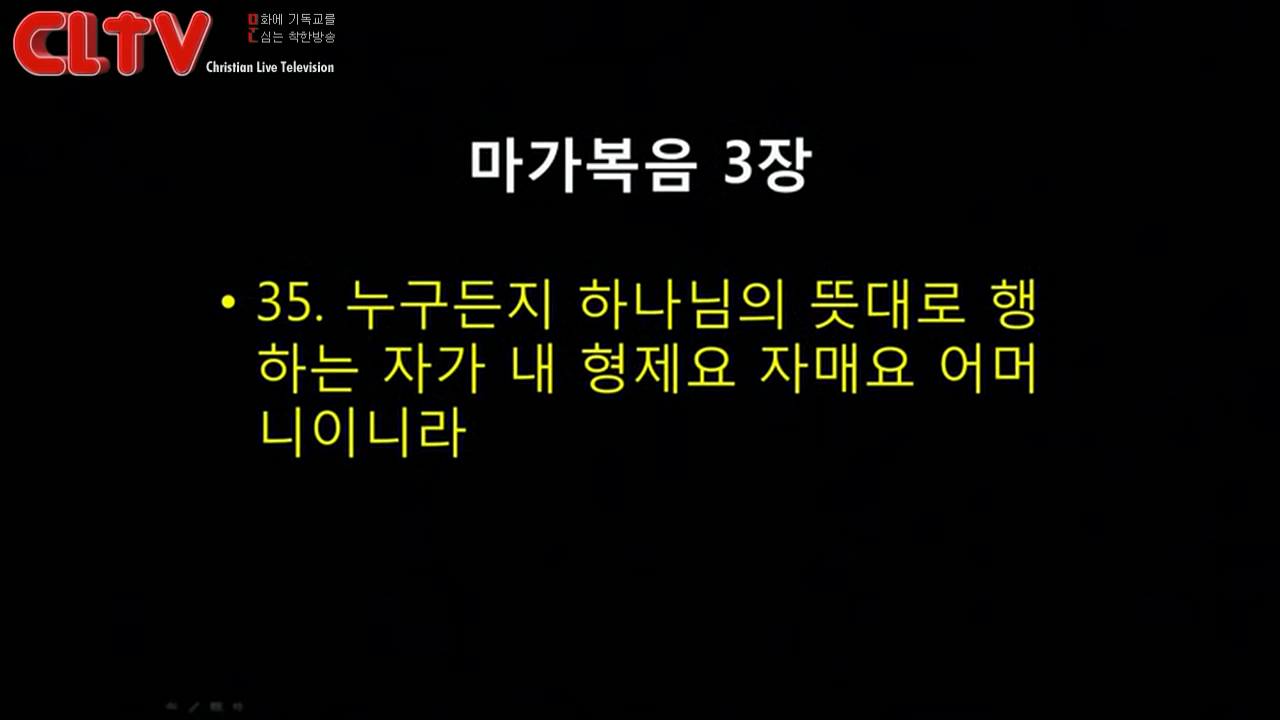 CLTV
문화에 기독교를
심는 착한방송
Christian Live Television
마가복음 3장
• 35. 누구든지 하나님의 뜻대로 행
하는 자가 내 형제요 자매요 어머
니이니라